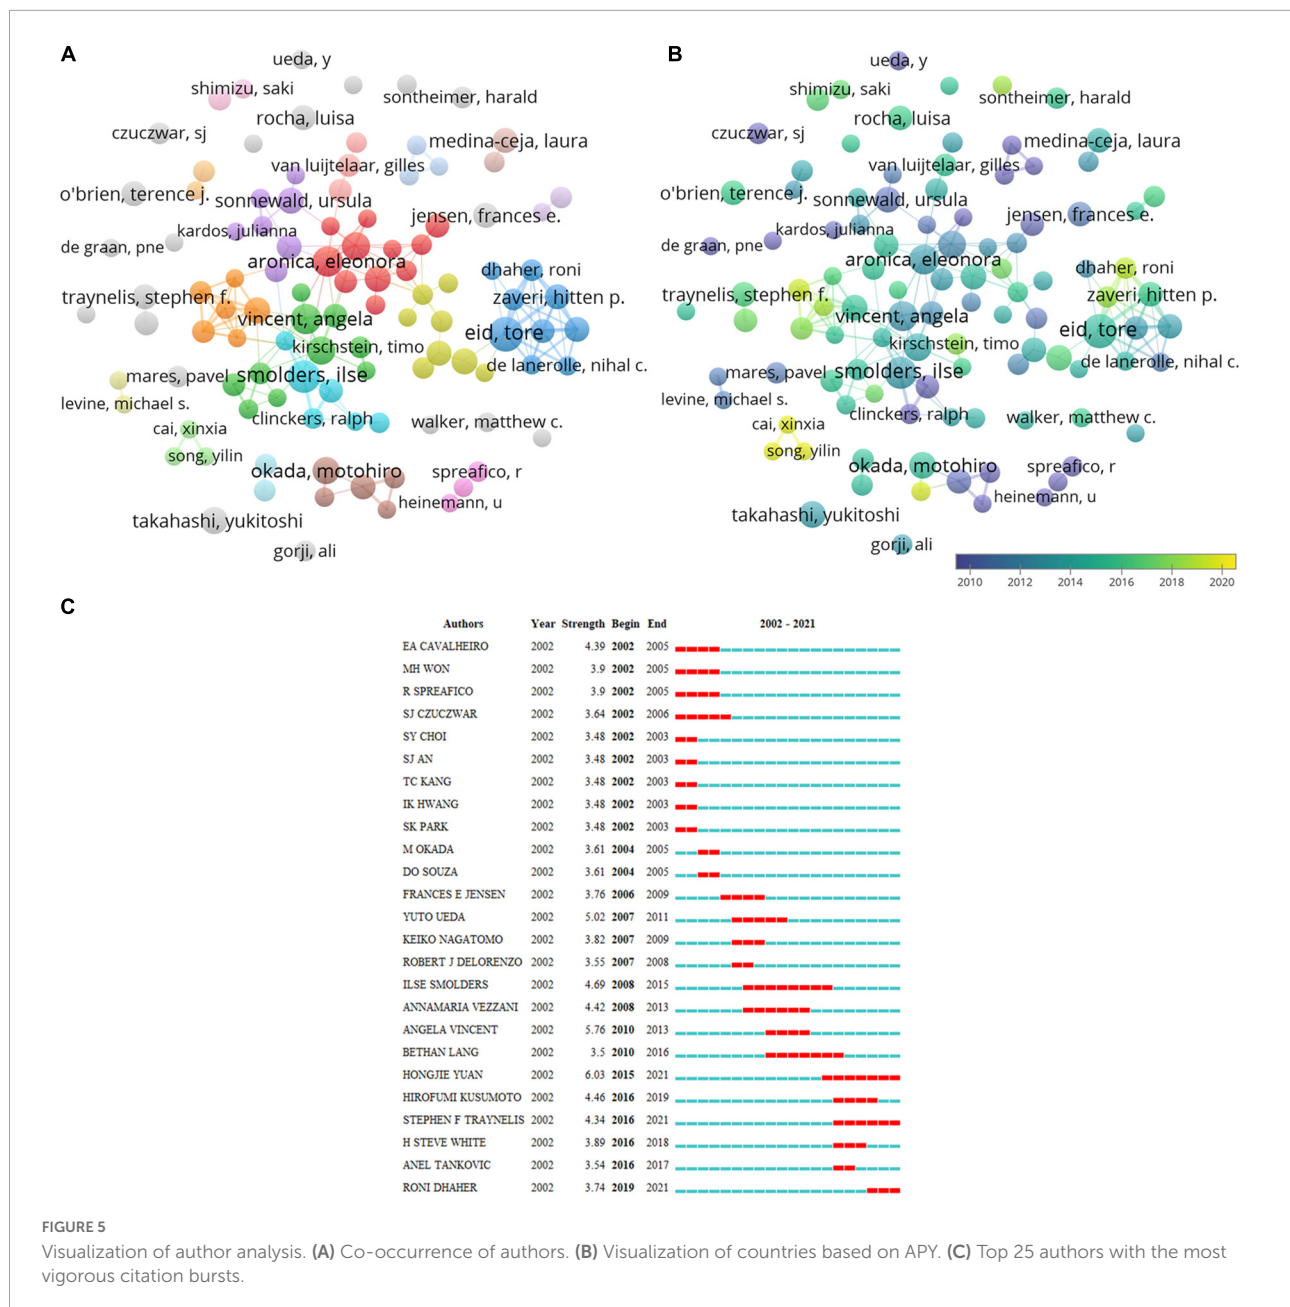 A
ueda, y
shimizu, saki
sontheimer, harald
rocha, luisa
czuczwar, sj
medina-ceja, laura
van luijtelaar, gilles
o'brien, terence j.
sonnewald, ursula
jensen, frances e.
kardos, julianna
de graan, pne
aronica, eleonora
dhaher, roni
traynelis, stephen f.
zaveri, hitten p.
vincent, angela
eid, tore
kirschstein, timo
de lanerolle, nihal c.
mares, pavel
smolders, ilse
levine, michael s.
clinckers, ralph
walker, matthew c.
cai, xinxia
song, yilin
okada, motohiro
spreafico, r
heinemann, u
takahashi, yukitoshi
gorji, ali
B
ueda, y
shimizu, saki
sontheimer, harald
rocha, luisa
czuczwar, sj
medina-ceja, laura
van luijtelaar, gilles
o'brien, terence j.
sonnewald, ursula
jensen, frances e.
kardos, julianna
de graan, pne
aronica, eleonora
dhaher, roni
traynelis, stephen f.
zaveri, hitten p.
vincent, angela
eid, tore
kirschstein, timo
de lanerolle, nihal c.
mares, pavel
smolders, ilse
levine, michael s.
clinckers, ralph
walker, matthew c.
cai, xinxia
song, yilin
okada, motohiro
spreafico, r
heinemann, u
takahashi, yukitoshi
gorji, ali
2010 2012 2014 2016 2018 2020
C
Authors Year Strength Begin End 2002 - 2021
EA CAVALHEIRO 2002 4.39 2002 2005
MH WON 2002 3.9 2002 2005
R SPREAFICO 2002 3.9 2002 2005
SJ CZUCZWAR 2002 3.64 2002 2006
SY CHOI 2002 3.48 2002 2003
SJ AN 2002 3.48 2002 2003
TC KANG 2002 3.48 2002 2003
IK HWANG 2002 3.48 2002 2003
SK PARK 2002 3.48 2002 2003
M OKADA 2002 3.61 2004 2005
DO SOUZA 2002 3.61 2004 2005
FRANCES E JENSEN 2002 3.76 2006 2009
YUTO UEDA 2002 5.02 2007 2011
KEIKO NAGATOMO 2002 3.82 2007 2009
ROBERT J DELORENZO 2002 3.55 2007 2008
ILSE SMOLDERS 2002 4.69 2008 2015
ANNAMARIA VEZZANI 2002 4.42 2008 2013
ANGELA VINCENT 2002 5.76 2010 2013
BETHAN LANG 2002 3.5 2010 2016
HONGJIE YUAN 2002 6.03 2015 2021
HIROFUMI KUSUMOTO 2002 4.46 2016 2019
STEPHEN F TRAYNELIS 2002 4.34 2016 2021
H STEVE WHITE 2002 3.89 2016 2018
ANEL TANKOVIC 2002 3.54 2016 2017
RONI DHAHER 2002 3.74 2019 2021
FIGURE 5
Visualization of author analysis. (A) Co-occurrence of authors. (B) Visualization of countries based on APY. (C) Top 25 authors with the most
vigorous citation bursts.